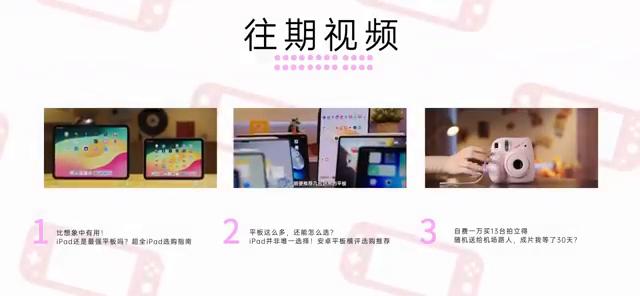 往期视频
1
比想象中有用！
iPad还是最强平板吗？超全iPad选购指南
2
平板这么多，还能怎么选？
iPad并非唯一选择！安卓平板横评选购推荐
3
自费一万买13台拍立得
随机送给机场路人，成片我等了30天？